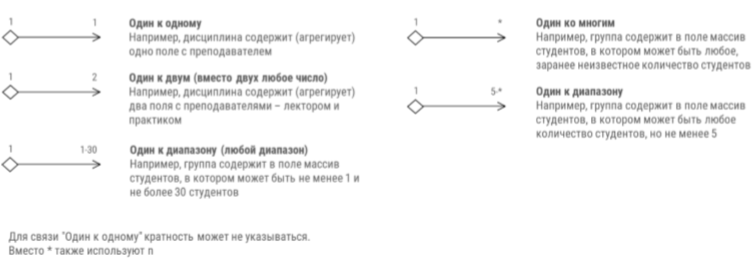 1 1
Один к одному
Например, дисциплина содержит (агрегирует)
одно поле с преподавателем
1 2
Один к двум (вместо двух любое число)
Например, дисциплина содержит (агрегирует)
два поля с преподавателями – лектором и
практиком
1 1-30
Один к диапазону (любой диапазон)
Например, группа содержит в поле массив
студентов, в котором может быть не менее 1 и
не более 30 студентов
1 *
Один ко многим
Например, группа содержит в поле массив
студентов, в котором может быть любое,
заранее неизвестное количество студентов
1 5-*
Один к диапазону
Например, группа содержит в поле массив
студентов, в котором может быть любое
количество студентов, но не менее 5
Для связи "Один к одному" кратность может не указываться.
Вместо * также используют n